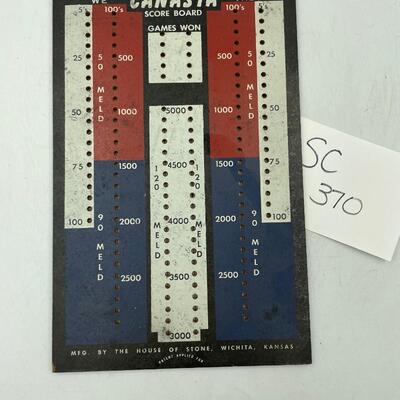 WE
CANASTA
SCORE BOARD
GAMES WON
5's 100's 100's 5's
25 50 MELD 500 500 50 MELD 25
50 1000 5000 1000 50
75 1500 4500 1500 75
120 MELD 120 MELD
100 90 MELD 2000 4000 2000 90 MELD 100
2500 3500 2500
3000
MFG. BY THE HOUSE OF STONE, WICHITA, KANSAS
PATENT APPLIED FOR
SC
370